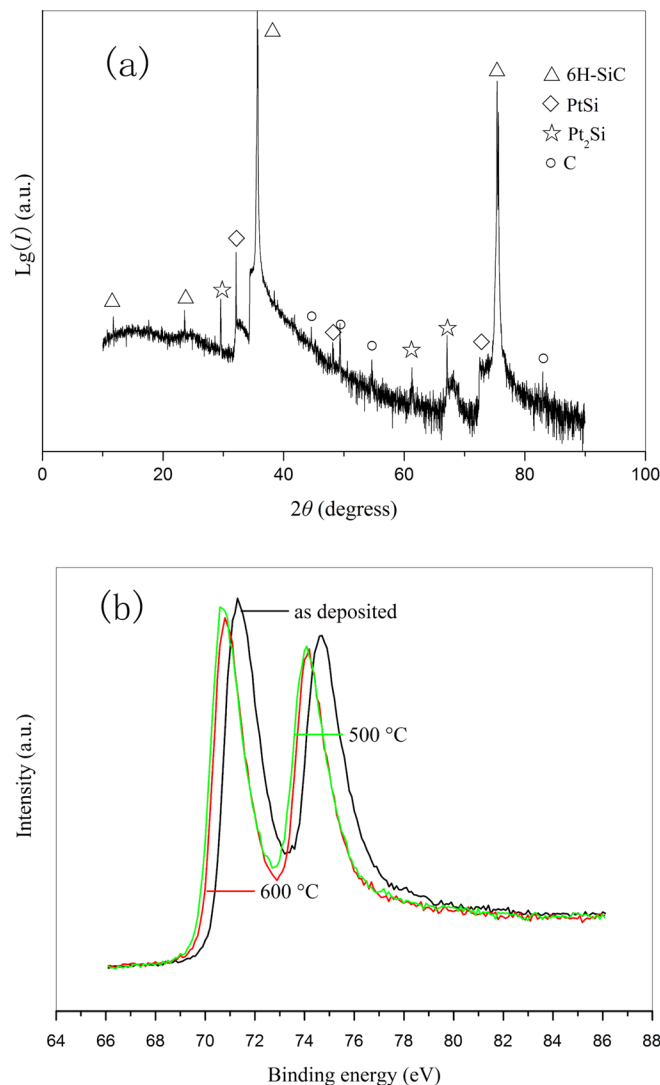 (a)
6H-SiC
PtSi
Pt₂Si
C
Lg(I) (a.u.)
0 20 40 60 80 100
2θ (degress)
(b)
as deposited
500 °C
600 °C
Intensity (a.u.)
64 66 68 70 72 74 76 78 80 82 84 86 88
Binding energy (eV)